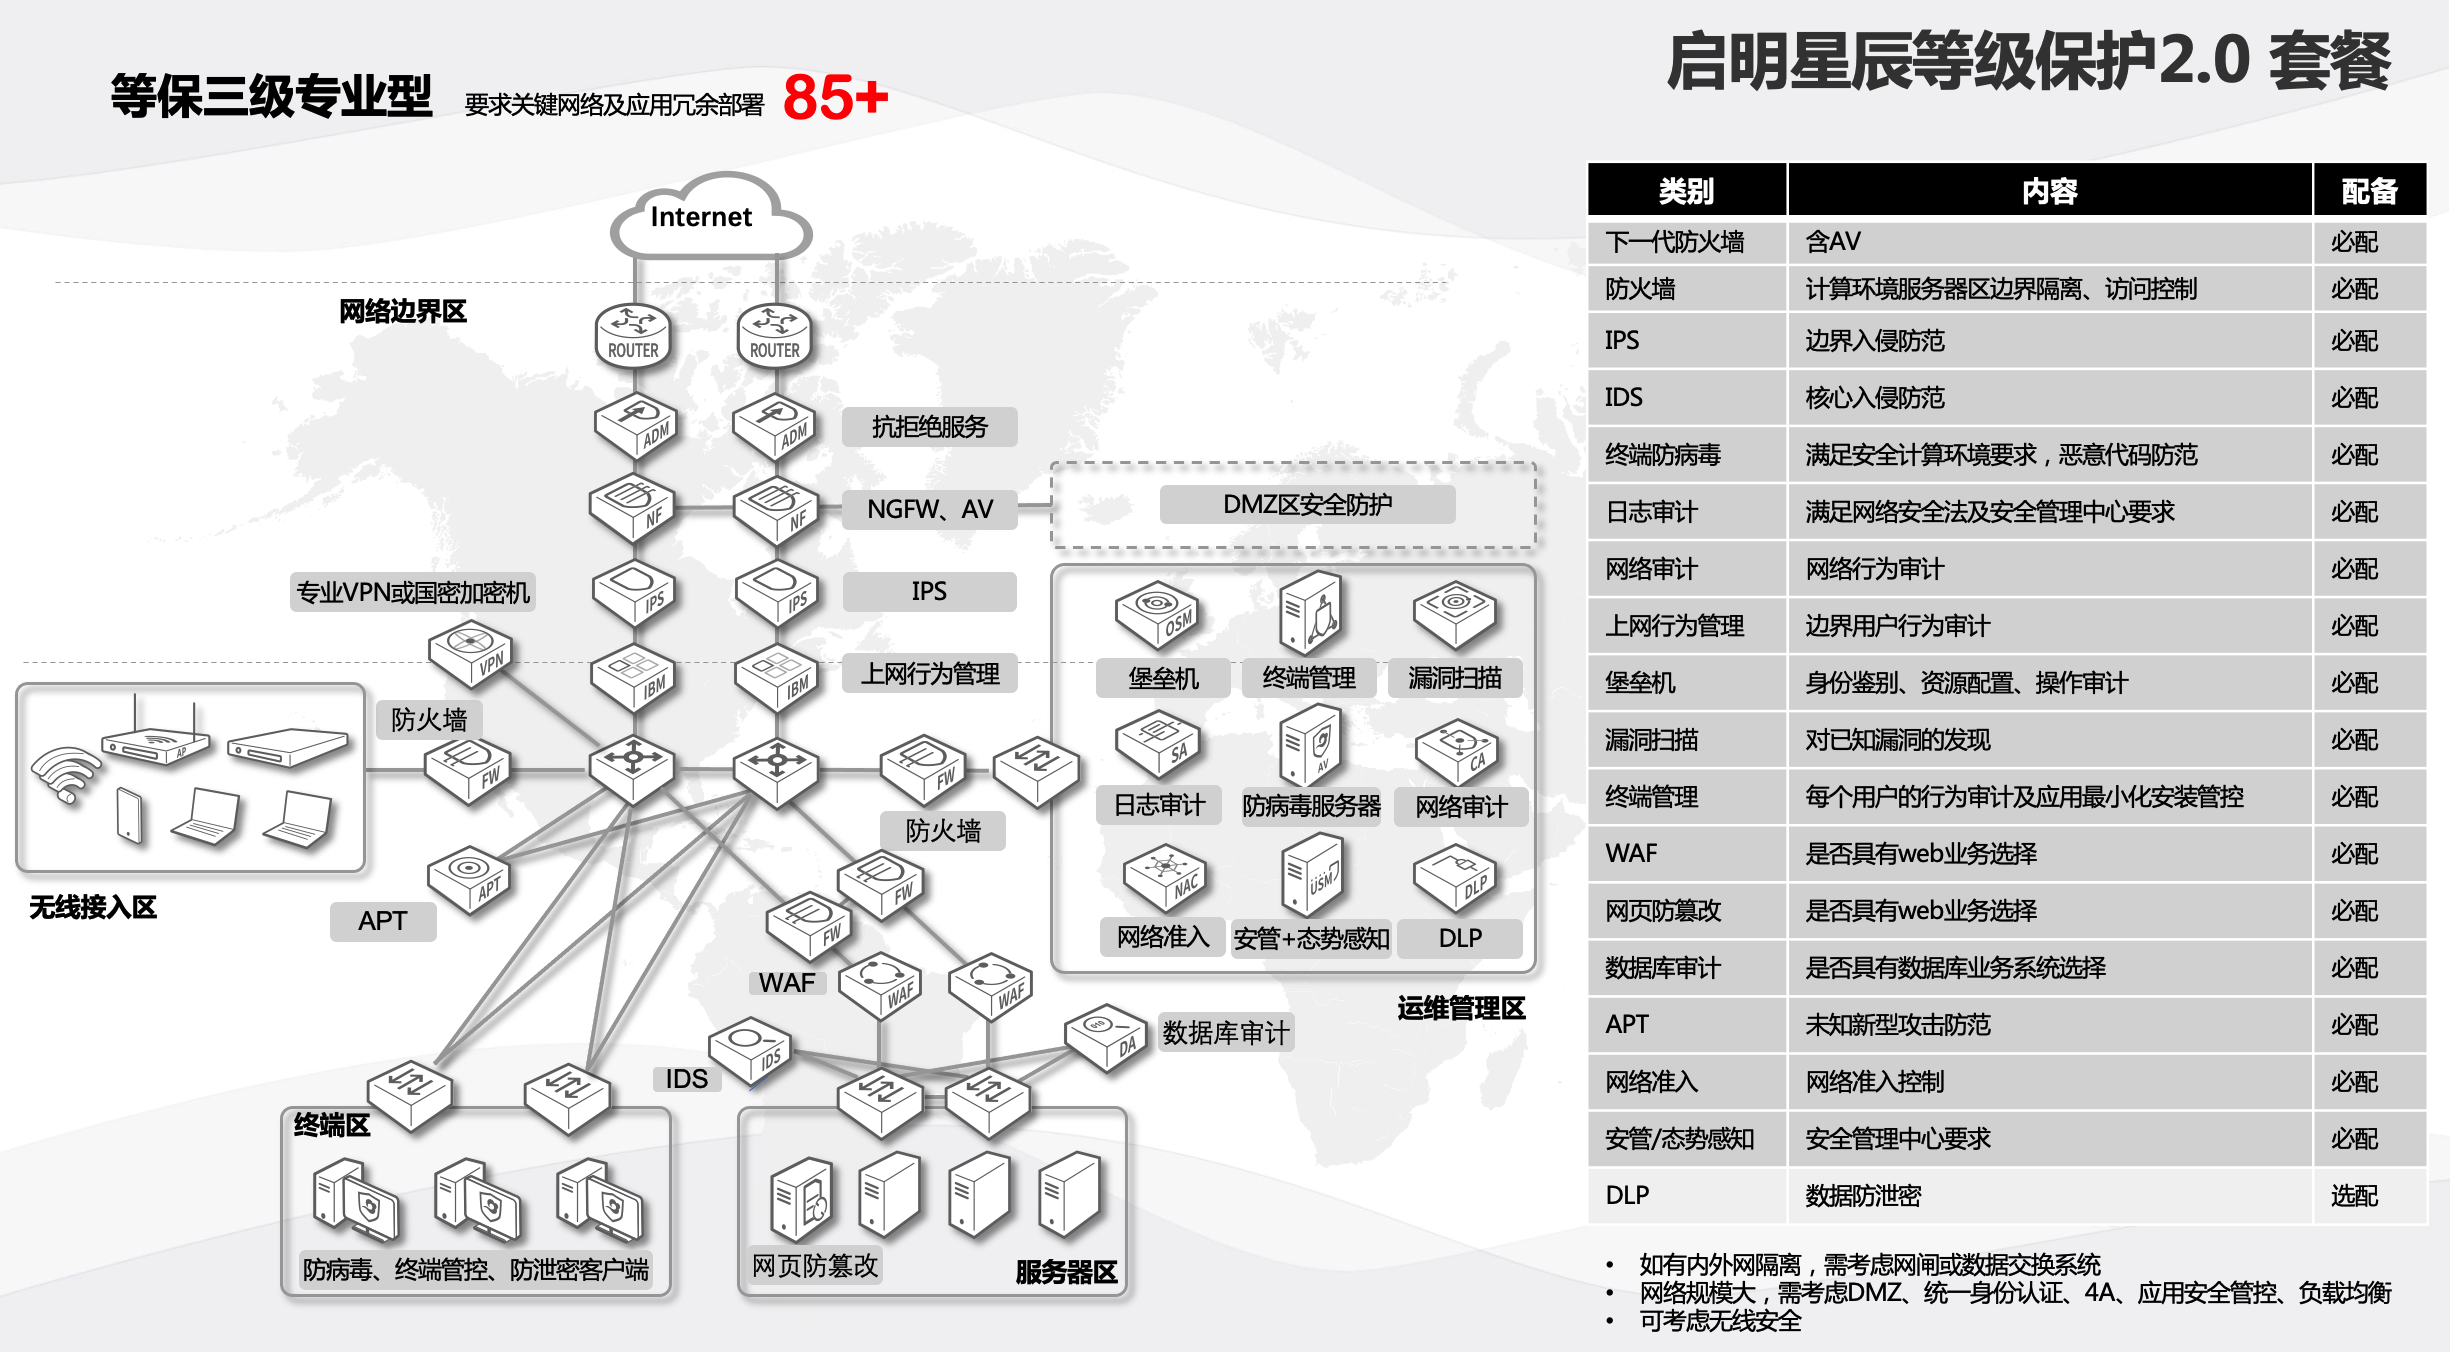 启明星辰等级保护2.0 套餐
等保三级专业型 要求关键网络及应用冗余部署 85+
Internet
网络边界区
ROUTER
ROUTER
ADM
ADM
抗拒绝服务
NF
NF
NGFW、AV
DMZ区安全防护
专业VPN或国密加密机
IPS
IPS
IPS
VPN
IBM
IBM
上网行为管理
防火墙
FW
FW
防火墙
AP
无线接入区
APT
APT
FW
FW
WAF
WAF
WAF
IDS
IDS
DA
数据库审计
OSM
堡垒机
终端管理
漏洞扫描
SA
AV
CA
日志审计
防病毒服务器
网络审计
NAC
USM
DLP
网络准入
安管+态势感知
DLP
运维管理区
终端区
防病毒、终端管控、防泄密客户端
网页防篡改
服务器区
类别 内容 配备
下一代防火墙 含AV 必配
防火墙 计算环境服务器区边界隔离、访问控制 必配
IPS 边界入侵防范 必配
IDS 核心入侵防范 必配
终端防病毒 满足安全计算环境要求，恶意代码防范 必配
日志审计 满足网络安全法及安全管理中心要求 必配
网络审计 网络行为审计 必配
上网行为管理 边界用户行为审计 必配
堡垒机 身份鉴别、资源配置、操作审计 必配
漏洞扫描 对已知漏洞的发现 必配
终端管理 每个用户的行为审计及应用最小化安装管控 必配
WAF 是否具有web业务选择 必配
网页防篡改 是否具有web业务选择 必配
数据库审计 是否具有数据库业务系统选择 必配
APT 未知新型攻击防范 必配
网络准入 网络准入控制 必配
安管/态势感知 安全管理中心要求 必配
DLP 数据防泄密 选配
• 如有内外网隔离，需考虑网闸或数据交换系统
• 网络规模大，需考虑DMZ、统一身份认证、4A、应用安全管控、负载均衡
• 可考虑无线安全